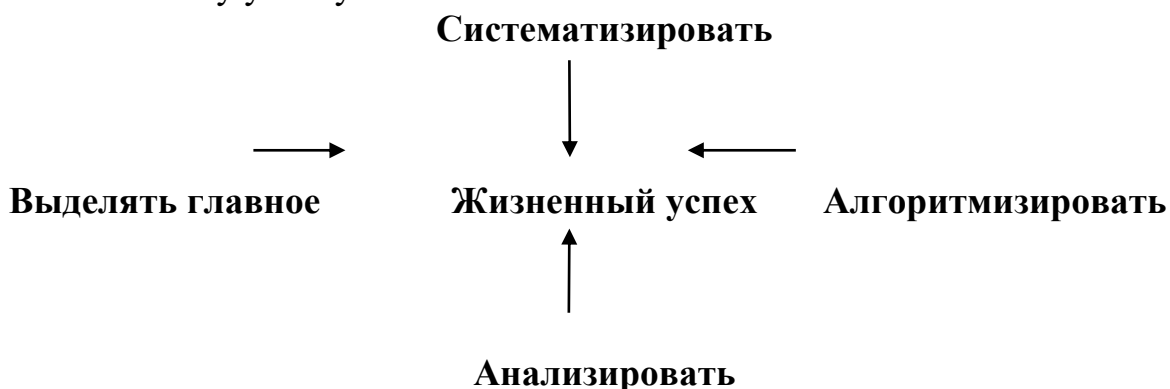 Систематизировать
Выделять главное Жизненный успех Алгоритмизировать
Анализировать